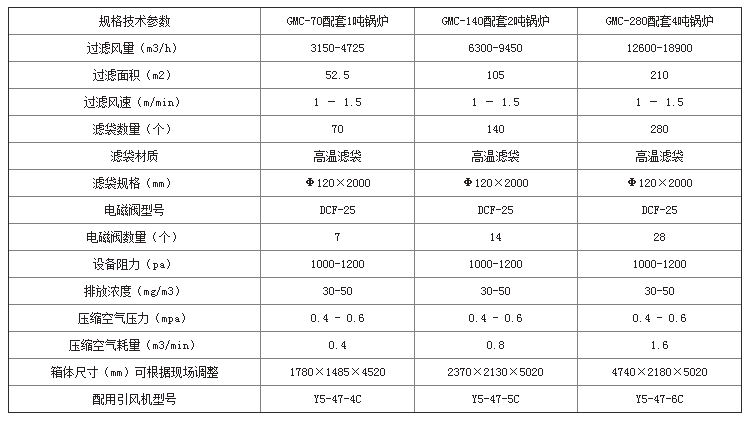 规格技术参数 GMC-70配套1吨锅炉 GMC-140配套2吨锅炉 GMC-280配套4吨锅炉
过滤风量（m3/h） 3150-4725 6300-9450 12600-18900
过滤面积（m2） 52.5 105 210
过滤风速（m/min） 1 － 1.5 1 － 1.5 1 － 1.5
滤袋数量（个） 70 140 280
滤袋材质 高温滤袋 高温滤袋 高温滤袋
滤袋规格（mm） Φ120×2000 Φ120×2000 Φ120×2000
电磁阀型号 DCF-25 DCF-25 DCF-25
电磁阀数量（个） 7 14 28
设备阻力（pa） 1000-1200 1000-1200 1000-1200
排放浓度（mg/m3） 30-50 30-50 30-50
压缩空气压力（mpa） 0.4 - 0.6 0.4 - 0.6 0.4 - 0.6
压缩空气耗量（m3/min） 0.4 0.8 1.6
箱体尺寸（mm）可根据现场调整 1780×1485×4520 2370×2130×5020 4740×2180×5020
配用引风机型号 Y5-47-4C Y5-47-5C Y5-47-6C